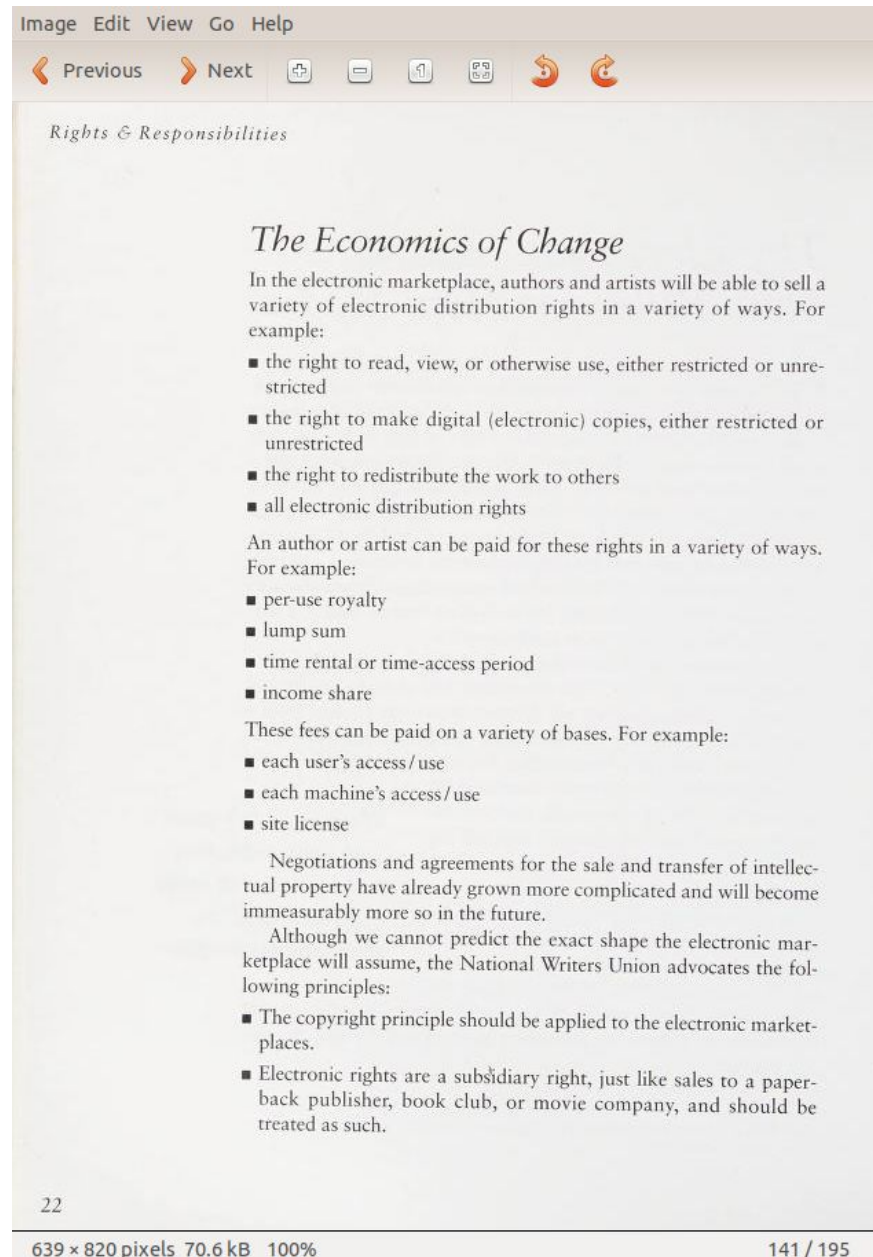 Image Edit View Go Help
Previous Next
Rights & Responsibilities
The Economics of Change
In the electronic marketplace, authors and artists will be able to sell a
variety of electronic distribution rights in a variety of ways. For
example:
■ the right to read, view, or otherwise use, either restricted or unre-
stricted
■ the right to make digital (electronic) copies, either restricted or
unrestricted
■ the right to redistribute the work to others
■ all electronic distribution rights
An author or artist can be paid for these rights in a variety of ways.
For example:
■ per-use royalty
■ lump sum
■ time rental or time-access period
■ income share
These fees can be paid on a variety of bases. For example:
■ each user's access/use
■ each machine's access/use
■ site license
Negotiations and agreements for the sale and transfer of intellec-
tual property have already grown more complicated and will become
immeasurably more so in the future.
Although we cannot predict the exact shape the electronic mar-
ketplace will assume, the National Writers Union advocates the fol-
lowing principles:
■ The copyright principle should be applied to the electronic market-
places.
■ Electronic rights are a subsidiary right, just like sales to a paper-
back publisher, book club, or movie company, and should be
treated as such.
22
639 × 820 pixels 70.6 kB 100% 141 / 195